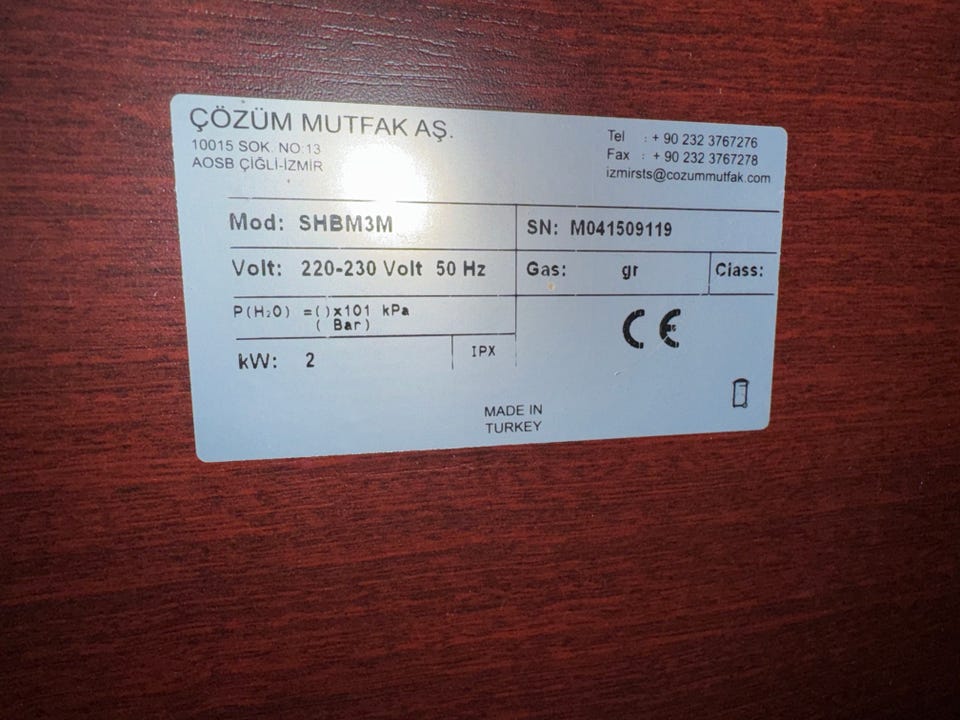 ÇÖZÜM MUTFAK AŞ.
10015 SOK. NO:13
AOSB ÇİĞLİ-İZMİR
Tel : + 90 232 3767276
Fax : + 90 232 3767278
izmirsts@cozummutfak.com
Mod: SHBM3M
SN: M041509119
Volt: 220-230 Volt 50 Hz
Gas: gr
Ciass:
P(H₂O) =()x101 kPa
( Bar)
kW: 2
IPX
CE
MADE IN
TURKEY